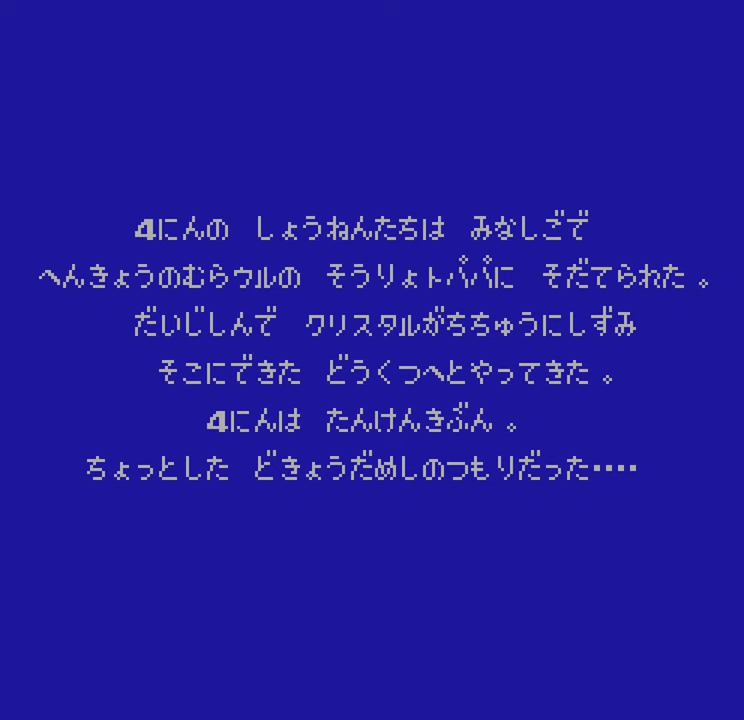 4にんの　しょうねんたちは　みなしごで
へんきょうのむらウルの　そうりょトパパに　そだてられた。
だいじしんで　クリスタルがちちゅうにしずみ
そこにできた　どうくつへとやってきた。
4にんは　たんけんきぶん。
ちょっとした　どきょうだめしのつもりだった････